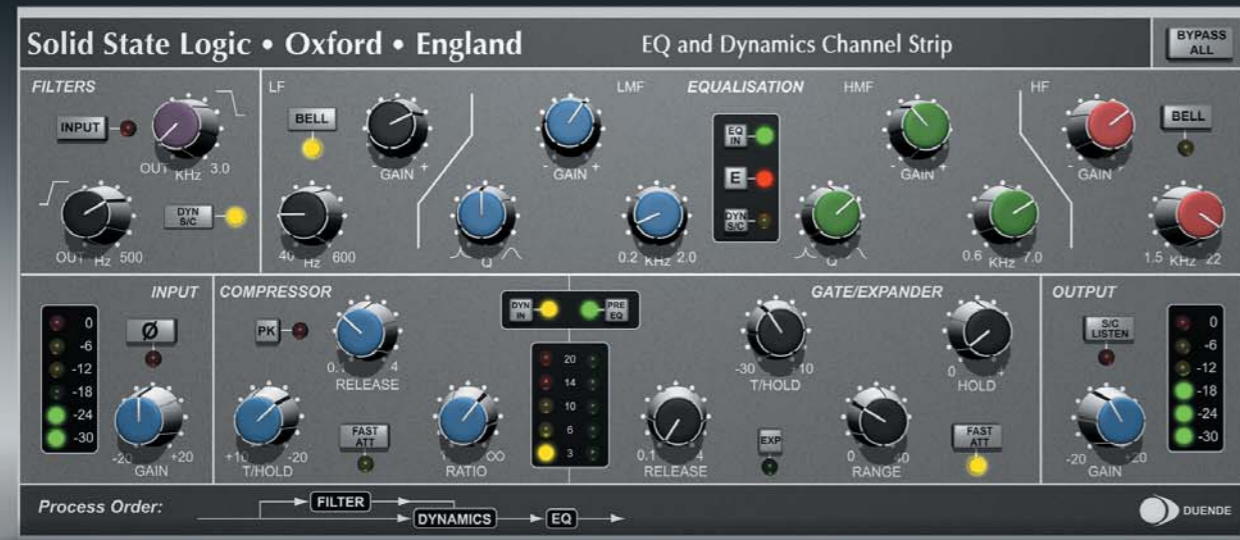 Solid State Logic • Oxford • England
EQ and Dynamics Channel Strip
BYPASS
ALL
FILTERS
INPUT
OUT KHz 3.0
DYN
S/C
OUT Hz 500
LF
BELL
GAIN +
40 Hz 600
LMF
- GAIN +
Q
0.2 KHz 2.0
EQUALISATION
EQ
IN
E
DYN
S/C
HMF
- GAIN +
Q
0.6 KHz 7.0
HF
- GAIN
BELL
1.5 KHz 22
INPUT
0
-6
-12
-18
-24
-30
Ø
-20 +20
GAIN
COMPRESSOR
PK
4
RELEASE
+10 -20
T/HOLD
FAST
ATT
∞
RATIO
DYN
IN
PRE
EQ
20
14
10
6
3
GATE/EXPANDER
-30 10
T/HOLD
0 +
HOLD
0.1 4
RELEASE
EXP
0 40
RANGE
FAST
ATT
OUTPUT
S/C
LISTEN
0
-6
-12
-18
-24
-30
-20 20
GAIN
Process Order:
FILTER
DYNAMICS
EQ
DUENDE